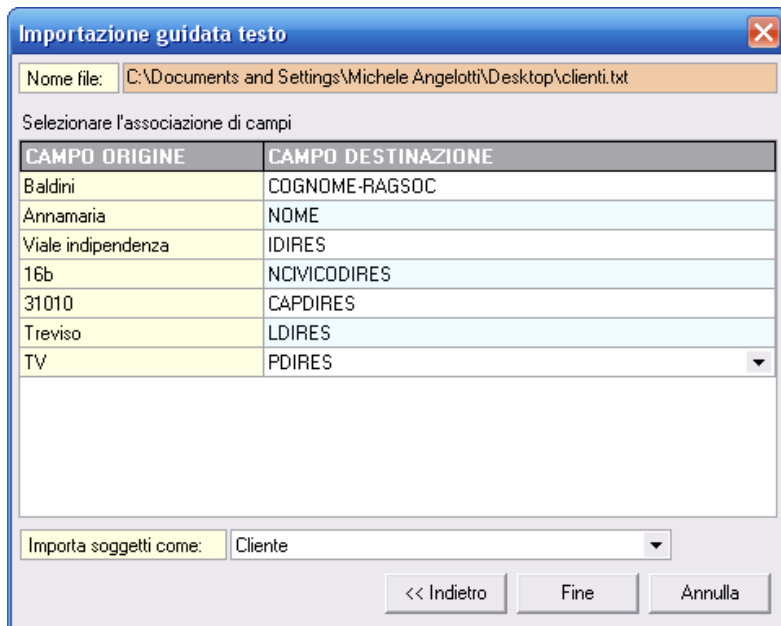 Importazione guidata testo
Nome file: C:\Documents and Settings\Michele Angelotti\Desktop\clienti.txt
Selezionare l'associazione di campi
CAMPO ORIGINE CAMPO DESTINAZIONE
Baldini COGNOME-RAGSOC
Annamaria NOME
Viale indipendenza IDIRES
16b NCIVICODIRES
31010 CAPDIRES
Treviso LDIRES
TV PDIRES
Importa soggetti come: Cliente
<< Indietro Fine Annulla